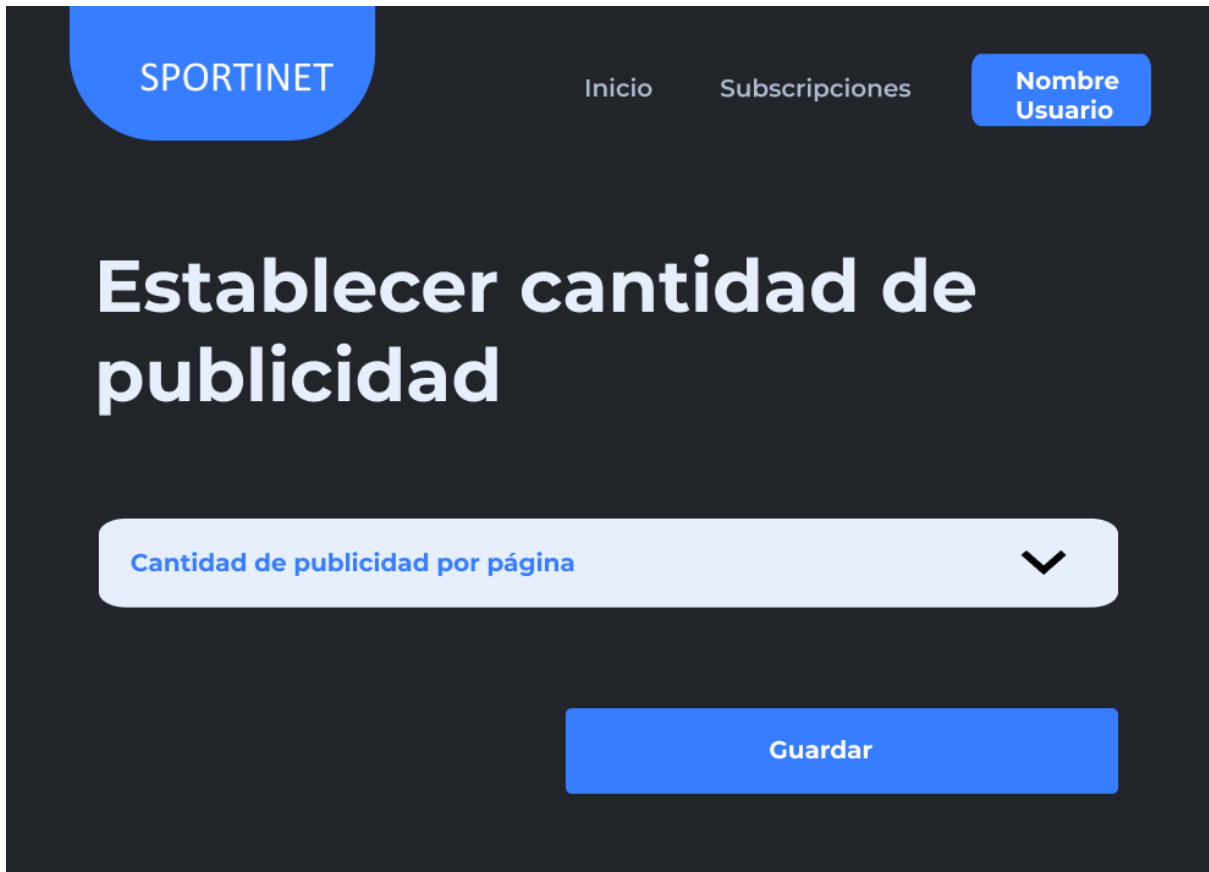 SPORTINET
Inicio
Subscripciones
Nombre
Usuario
Establecer cantidad de
publicidad
Cantidad de publicidad por página
Guardar